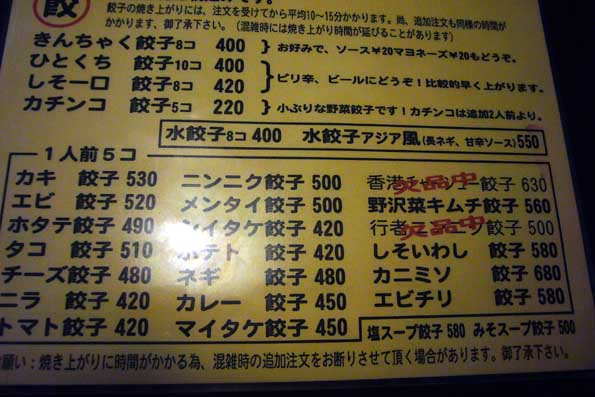 餃
餃子の焼き上がりには、注文を受けてから平均10〜15分かかります。尚、追加注文も同様の時間が
かかります、御了承下さい。(混雑時には焼き上がり時間が延びることがあります)
きんちゃく餃子8コ 400 } お好みで、ソース¥20マヨネーズ¥20もどうぞ。
ひとくち 餃子10コ 400
しそ一口 餃子8コ 420 } ピリ辛、ビールにどうぞ!比較的早く上がります。
カチンコ 餃子5コ 220 } 小ぶりな野菜餃子です!カチンコは追加2人前より。
水餃子8コ 400 水餃子アジア風(長ネギ、甘辛ソース)550
1人前5コ
カキ 餃子 530 ニンニク餃子 500 香港 餃子 630 欠品中
エビ 餃子 520 メンタイ餃子 500 野沢菜キムチ餃子 560
ホタテ餃子 490 シイタケ餃子 420 行者 餃子 500 欠品中
タコ 餃子 510 ポテト 餃子 420 しそいわし 餃子 580
チーズ餃子 480 ネギ 餃子 480 カニミソ 餃子 680
ニラ 餃子 420 カレー 餃子 450 エビチリ 餃子 580
トマト餃子 420 マイタケ餃子 450 塩スープ餃子 580 みそスープ餃子 500
お願い:焼き上がりに時間がかかる為、混雑時の追加注文をお断りさせて頂く場合があります。御了承下さい。